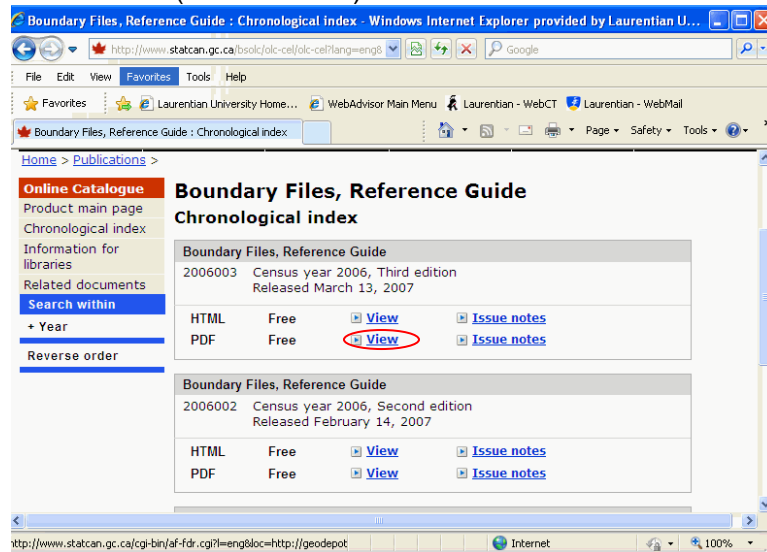 Boundary Files, Reference Guide : Chronological index - Windows Internet Explorer provided by Laurentian U...
http://www.statcan.gc.ca/bsolc/olc-cel/olc-cel?lang=eng&
Google
File Edit View Favorites Tools Help
Favorites Laurentian University Home... WebAdvisor Main Menu Laurentian - WebCT Laurentian - WebMail
Boundary Files, Reference Guide : Chronological index
Page Safety Tools
Home > Publications >
Online Catalogue
Product main page
Chronological index
Information for
libraries
Related documents
Search within
+ Year
Reverse order
Boundary Files, Reference Guide
Chronological index
Boundary Files, Reference Guide
2006003 Census year 2006, Third edition
Released March 13, 2007
HTML Free View Issue notes
PDF Free View Issue notes
Boundary Files, Reference Guide
2006002 Census year 2006, Second edition
Released February 14, 2007
HTML Free View Issue notes
PDF Free View Issue notes
http://www.statcan.gc.ca/cgi-bin/af-fdr.cgi?l=eng&loc=http://geodepot
Internet
100%